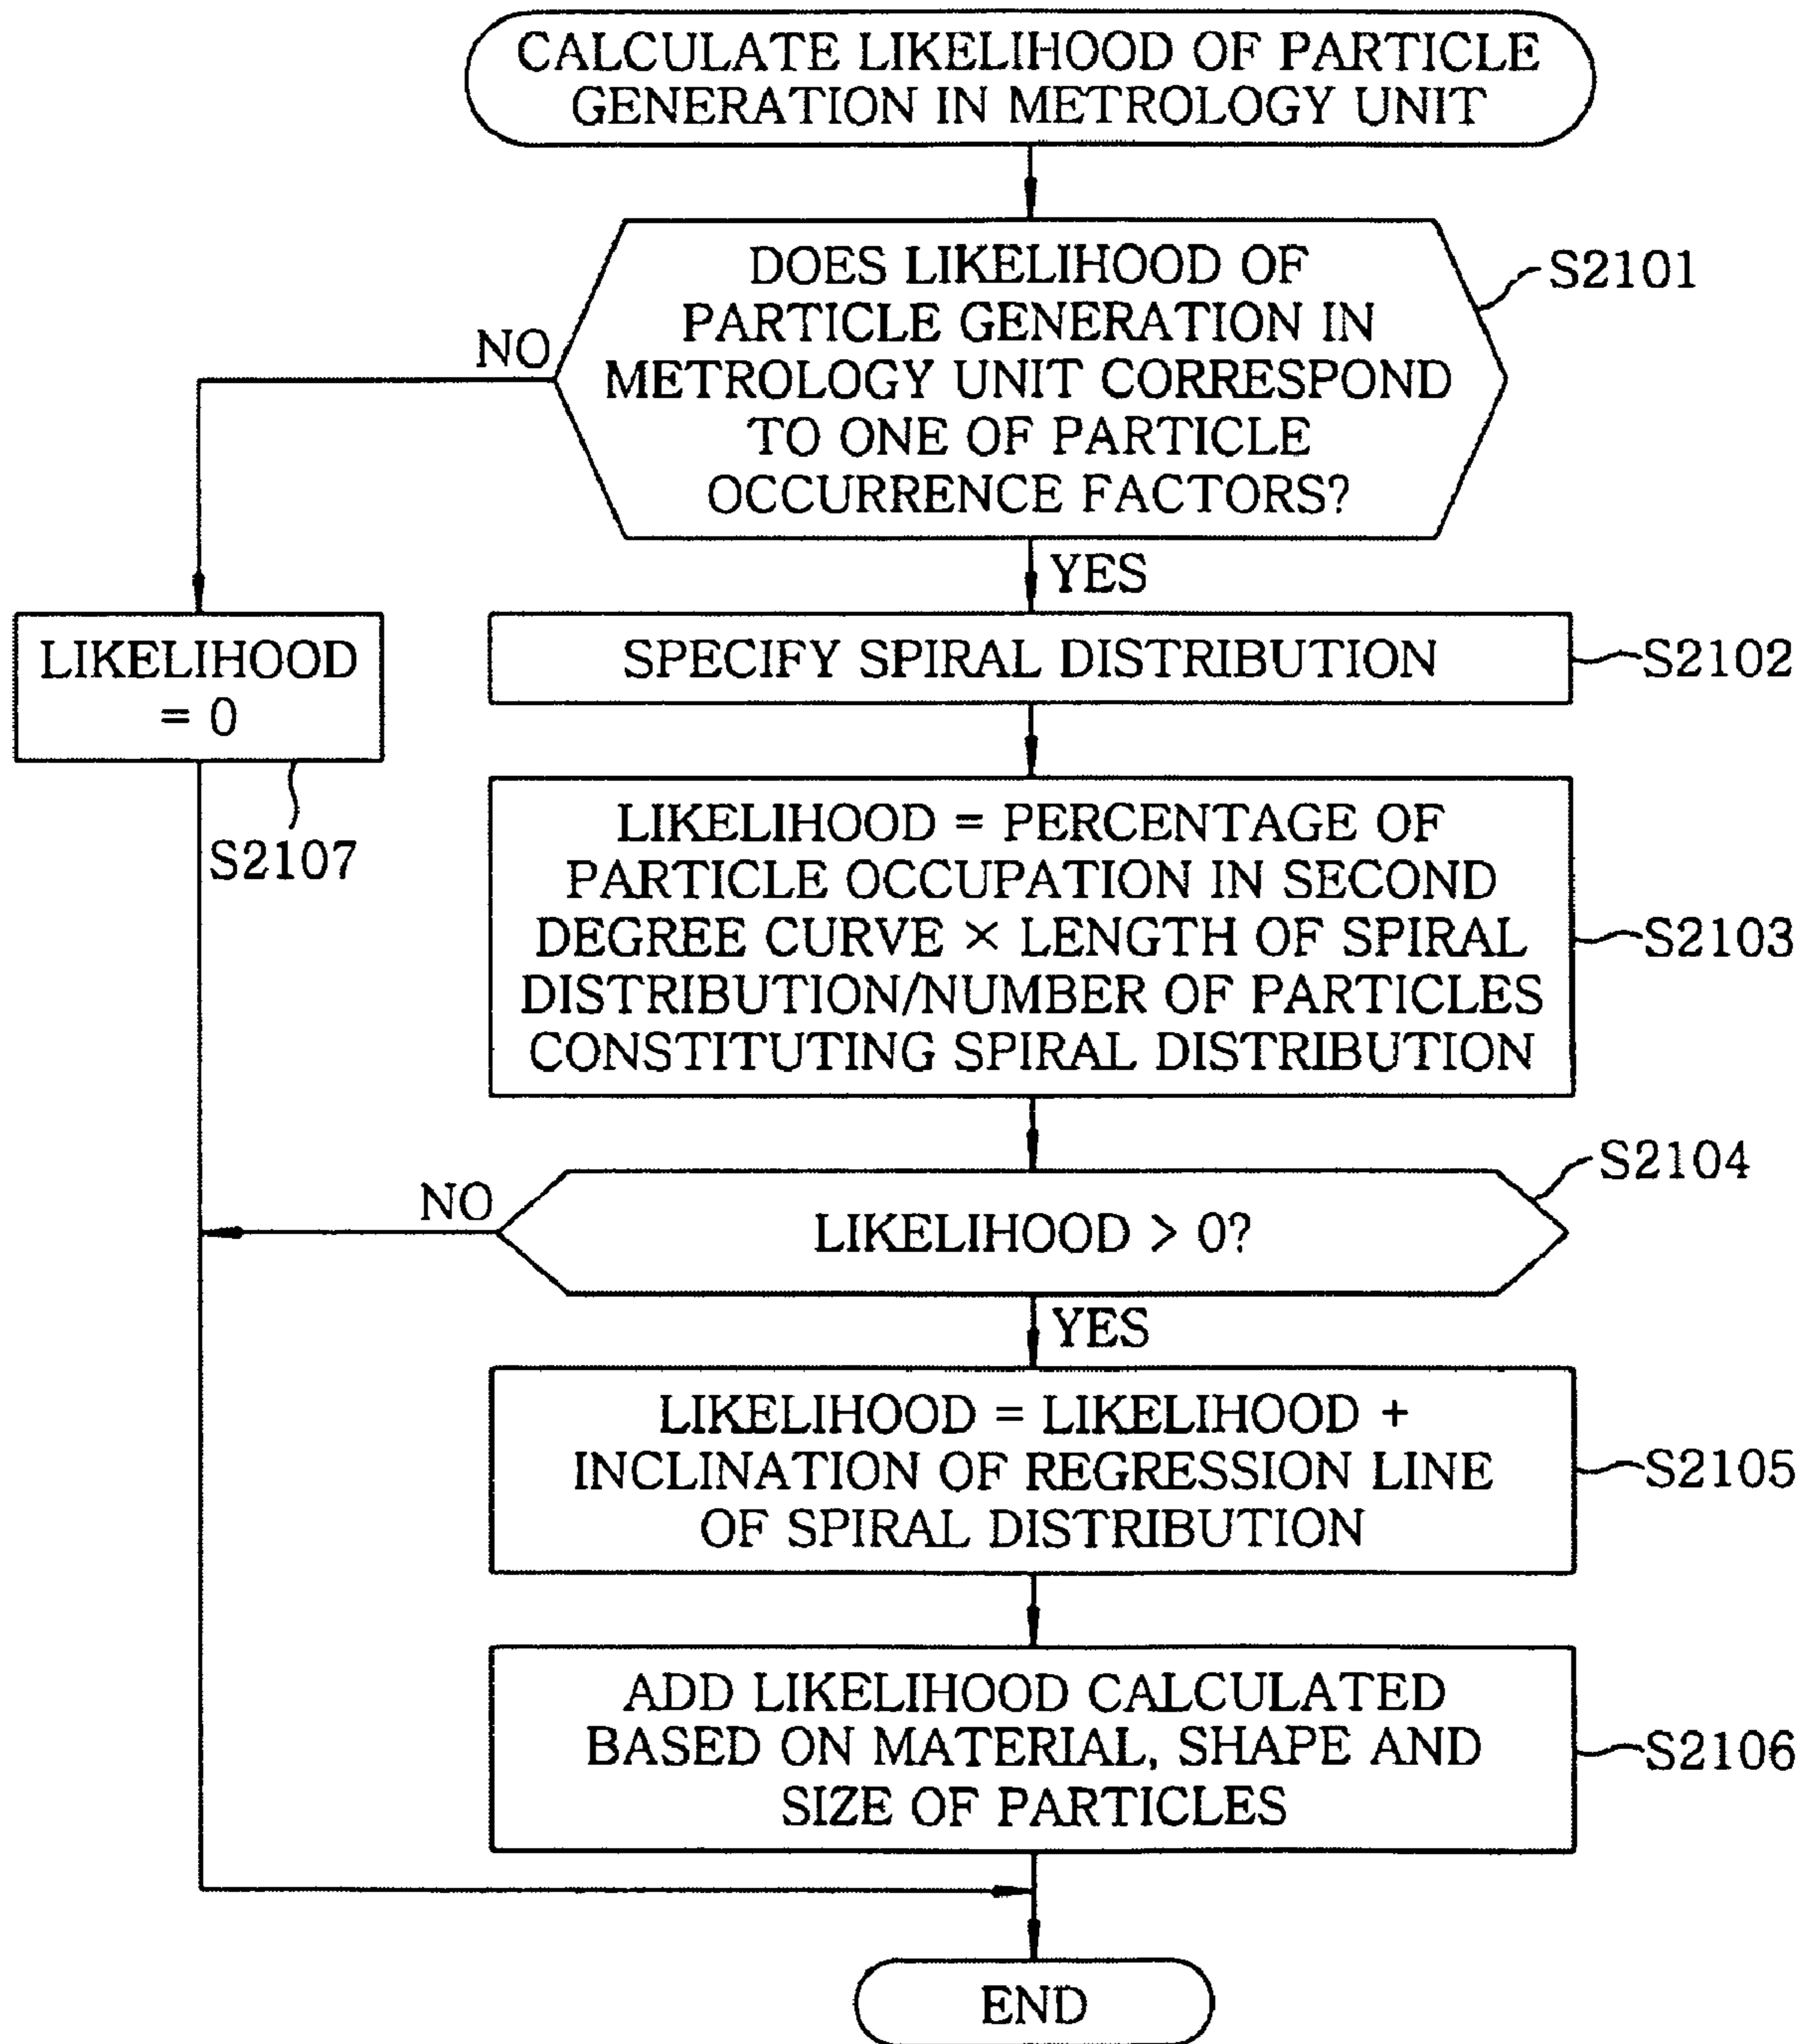 CALCULATE LIKELIHOOD OF PARTICLE
GENERATION IN METROLOGY UNIT
DOES LIKELIHOOD OF
PARTICLE GENERATION IN
METROLOGY UNIT CORRESPOND
TO ONE OF PARTICLE
OCCURRENCE FACTORS?
S2101
NO
YES
LIKELIHOOD
= 0
S2107
SPECIFY SPIRAL DISTRIBUTION
S2102
LIKELIHOOD = PERCENTAGE OF
PARTICLE OCCUPATION IN SECOND
DEGREE CURVE × LENGTH OF SPIRAL
DISTRIBUTION/NUMBER OF PARTICLES
CONSTITUTING SPIRAL DISTRIBUTION
S2103
LIKELIHOOD > 0?
S2104
NO
YES
LIKELIHOOD = LIKELIHOOD +
INCLINATION OF REGRESSION LINE
OF SPIRAL DISTRIBUTION
S2105
ADD LIKELIHOOD CALCULATED
BASED ON MATERIAL, SHAPE AND
SIZE OF PARTICLES
S2106
END